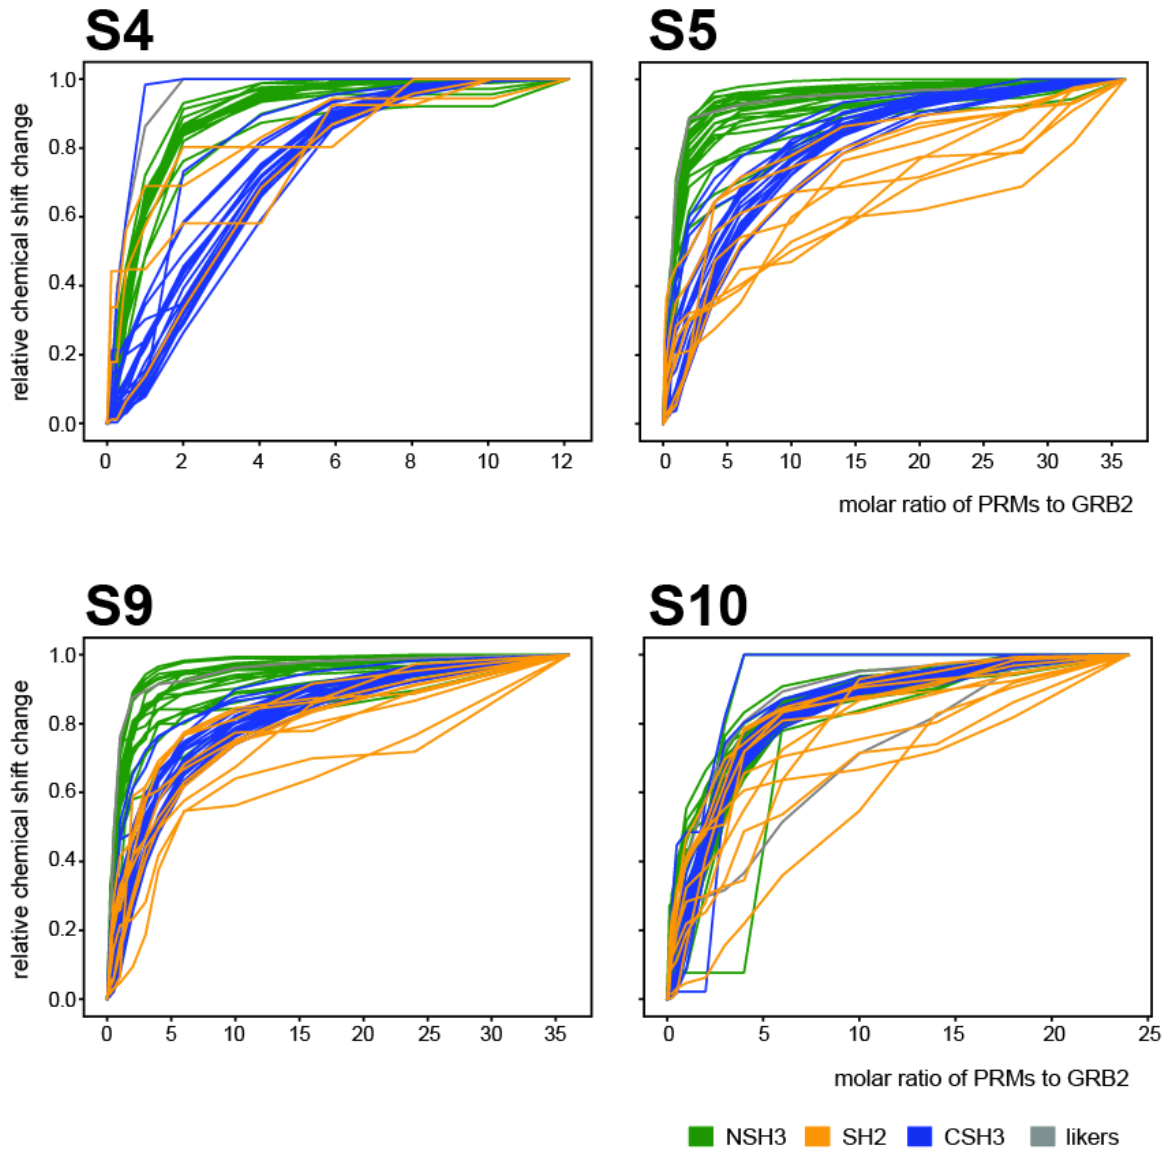 S4
S5
relative chemical shift change
1.0
0.8
0.6
0.4
0.2
0.0
0 2 4 6 8 10 12
0 5 10 15 20 25 30 35
molar ratio of PRMs to GRB2
S9
S10
relative chemical shift change
1.0
0.8
0.6
0.4
0.2
0.0
0 5 10 15 20 25 30 35
0 5 10 15 20 25
molar ratio of PRMs to GRB2
NSH3 SH2 CSH3 likers